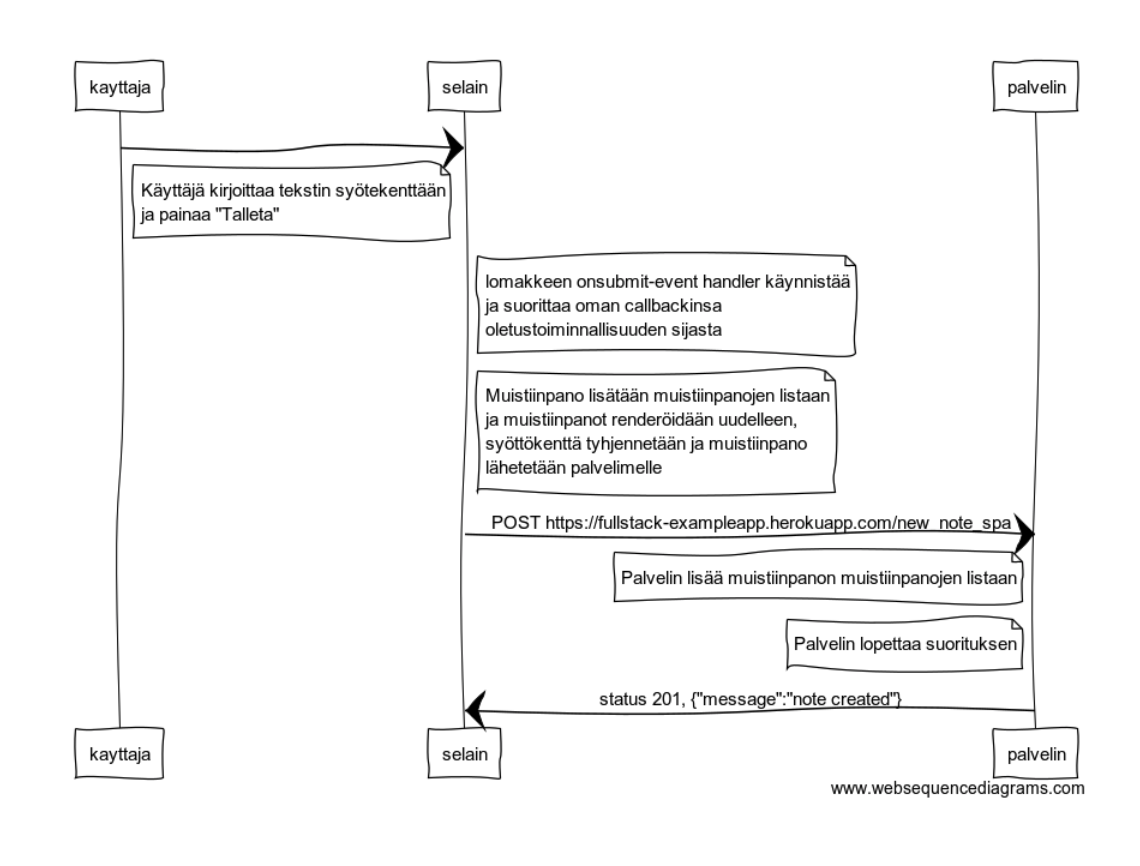 kayttaja
selain
palvelin
Käyttäjä kirjoittaa tekstin syötekenttään
ja painaa "Talleta"
lomakkeen onsubmit-event handler käynnistää
ja suorittaa oman callbackinsa
oletustoiminnallisuuden sijasta
Muistiinpano lisätään muistiinpanojen listaan
ja muistiinpanot renderöidään uudelleen,
syöttökenttä tyhjennetään ja muistiinpano
lähetetään palvelimelle
POST https://fullstack-exampleapp.herokuapp.com/new_note_spa
Palvelin lisää muistiinpanon muistiinpanojen listaan
Palvelin lopettaa suorituksen
status 201, {"message":"note created"}
kayttaja
selain
palvelin
www.websequencediagrams.com